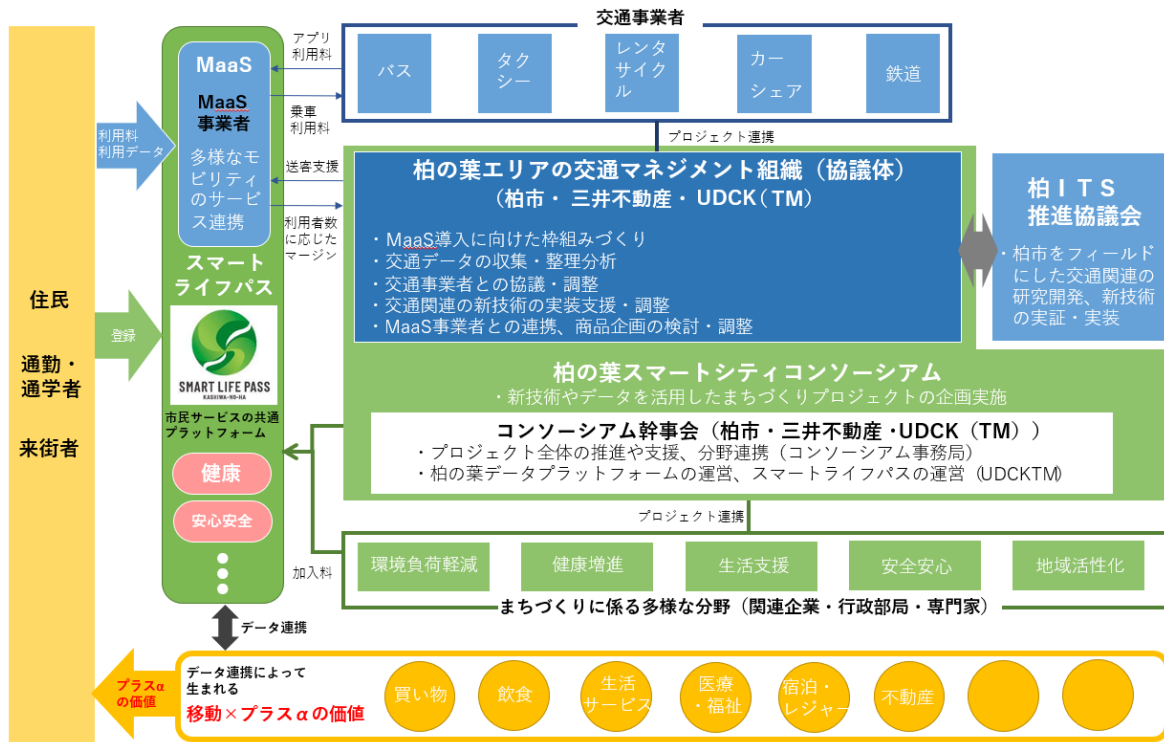 住民
通勤・
通学者
来街者
利用料
利用データ
登録
プラスα
の価値
MaaS
MaaS
事業者
多様なモ
ビリティ
のサービ
ス連携
スマート
ライフパス
SMART LIFE PASS
KASHIWA-NO-HA
市民サービスの共通
プラットフォーム
健康
安心安全
アプリ
利用料
乗車
利用料
送客支援
利用者数
に応じた
マージン
加入料
データ連携
交通事業者
バス
タク
シー
レンタ
サイク
ル
カー
シェア
鉄道
プロジェクト連携
柏の葉エリアの交通マネジメント組織（協議体）
（柏市・ 三井不動産・ UDCK（TM）
・MaaS導入に向けた枠組みづくり
・交通データの収集・整理分析
・交通事業者との協議・調整
・交通関連の新技術の実装支援・調整
・MaaS事業者との連携、商品企画の検討・調整
柏ＩＴＳ
推進協議会
・柏市をフィールド
にした交通関連の
研究開発、新技術
の実証・実装
柏の葉スマートシティコンソーシアム
・新技術やデータを活用したまちづくりプロジェクトの企画実施
コンソーシアム幹事会（柏市・三井不動産・UDCK（TM））
・プロジェクト全体の推進や支援、分野連携（コンソーシアム事務局）
・柏の葉データプラットフォームの運営、スマートライフパスの運営（UDCKTM）
プロジェクト連携
環境負荷軽減
健康増進
生活支援
安全安心
地域活性化
まちづくりに係る多様な分野（関連企業・行政部局・専門家）
データ連携によって
生まれる
移動×プラスαの価値
買い物
飲食
生活
サービス
医療
・福祉
宿泊・
レジャー
不動産